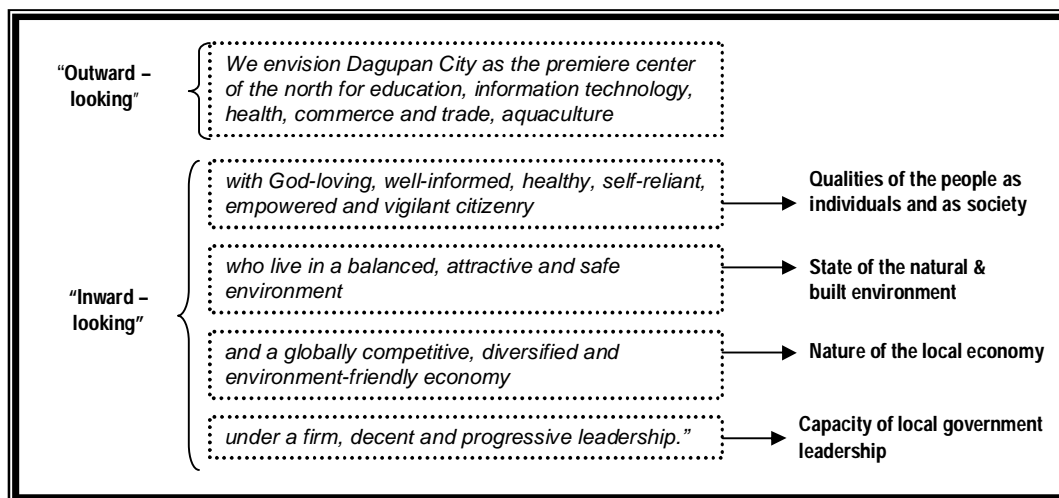 “Outward –
looking”
We envision Dagupan City as the premiere center
of the north for education, information technology,
health, commerce and trade, aquaculture
“Inward –
looking”
with God-loving, well-informed, healthy, self-reliant,
empowered and vigilant citizenry
Qualities of the people as
individuals and as society
who live in a balanced, attractive and safe
environment
State of the natural &
built environment
and a globally competitive, diversified and
environment-friendly economy
Nature of the local economy
under a firm, decent and progressive leadership.”
Capacity of local government
leadership